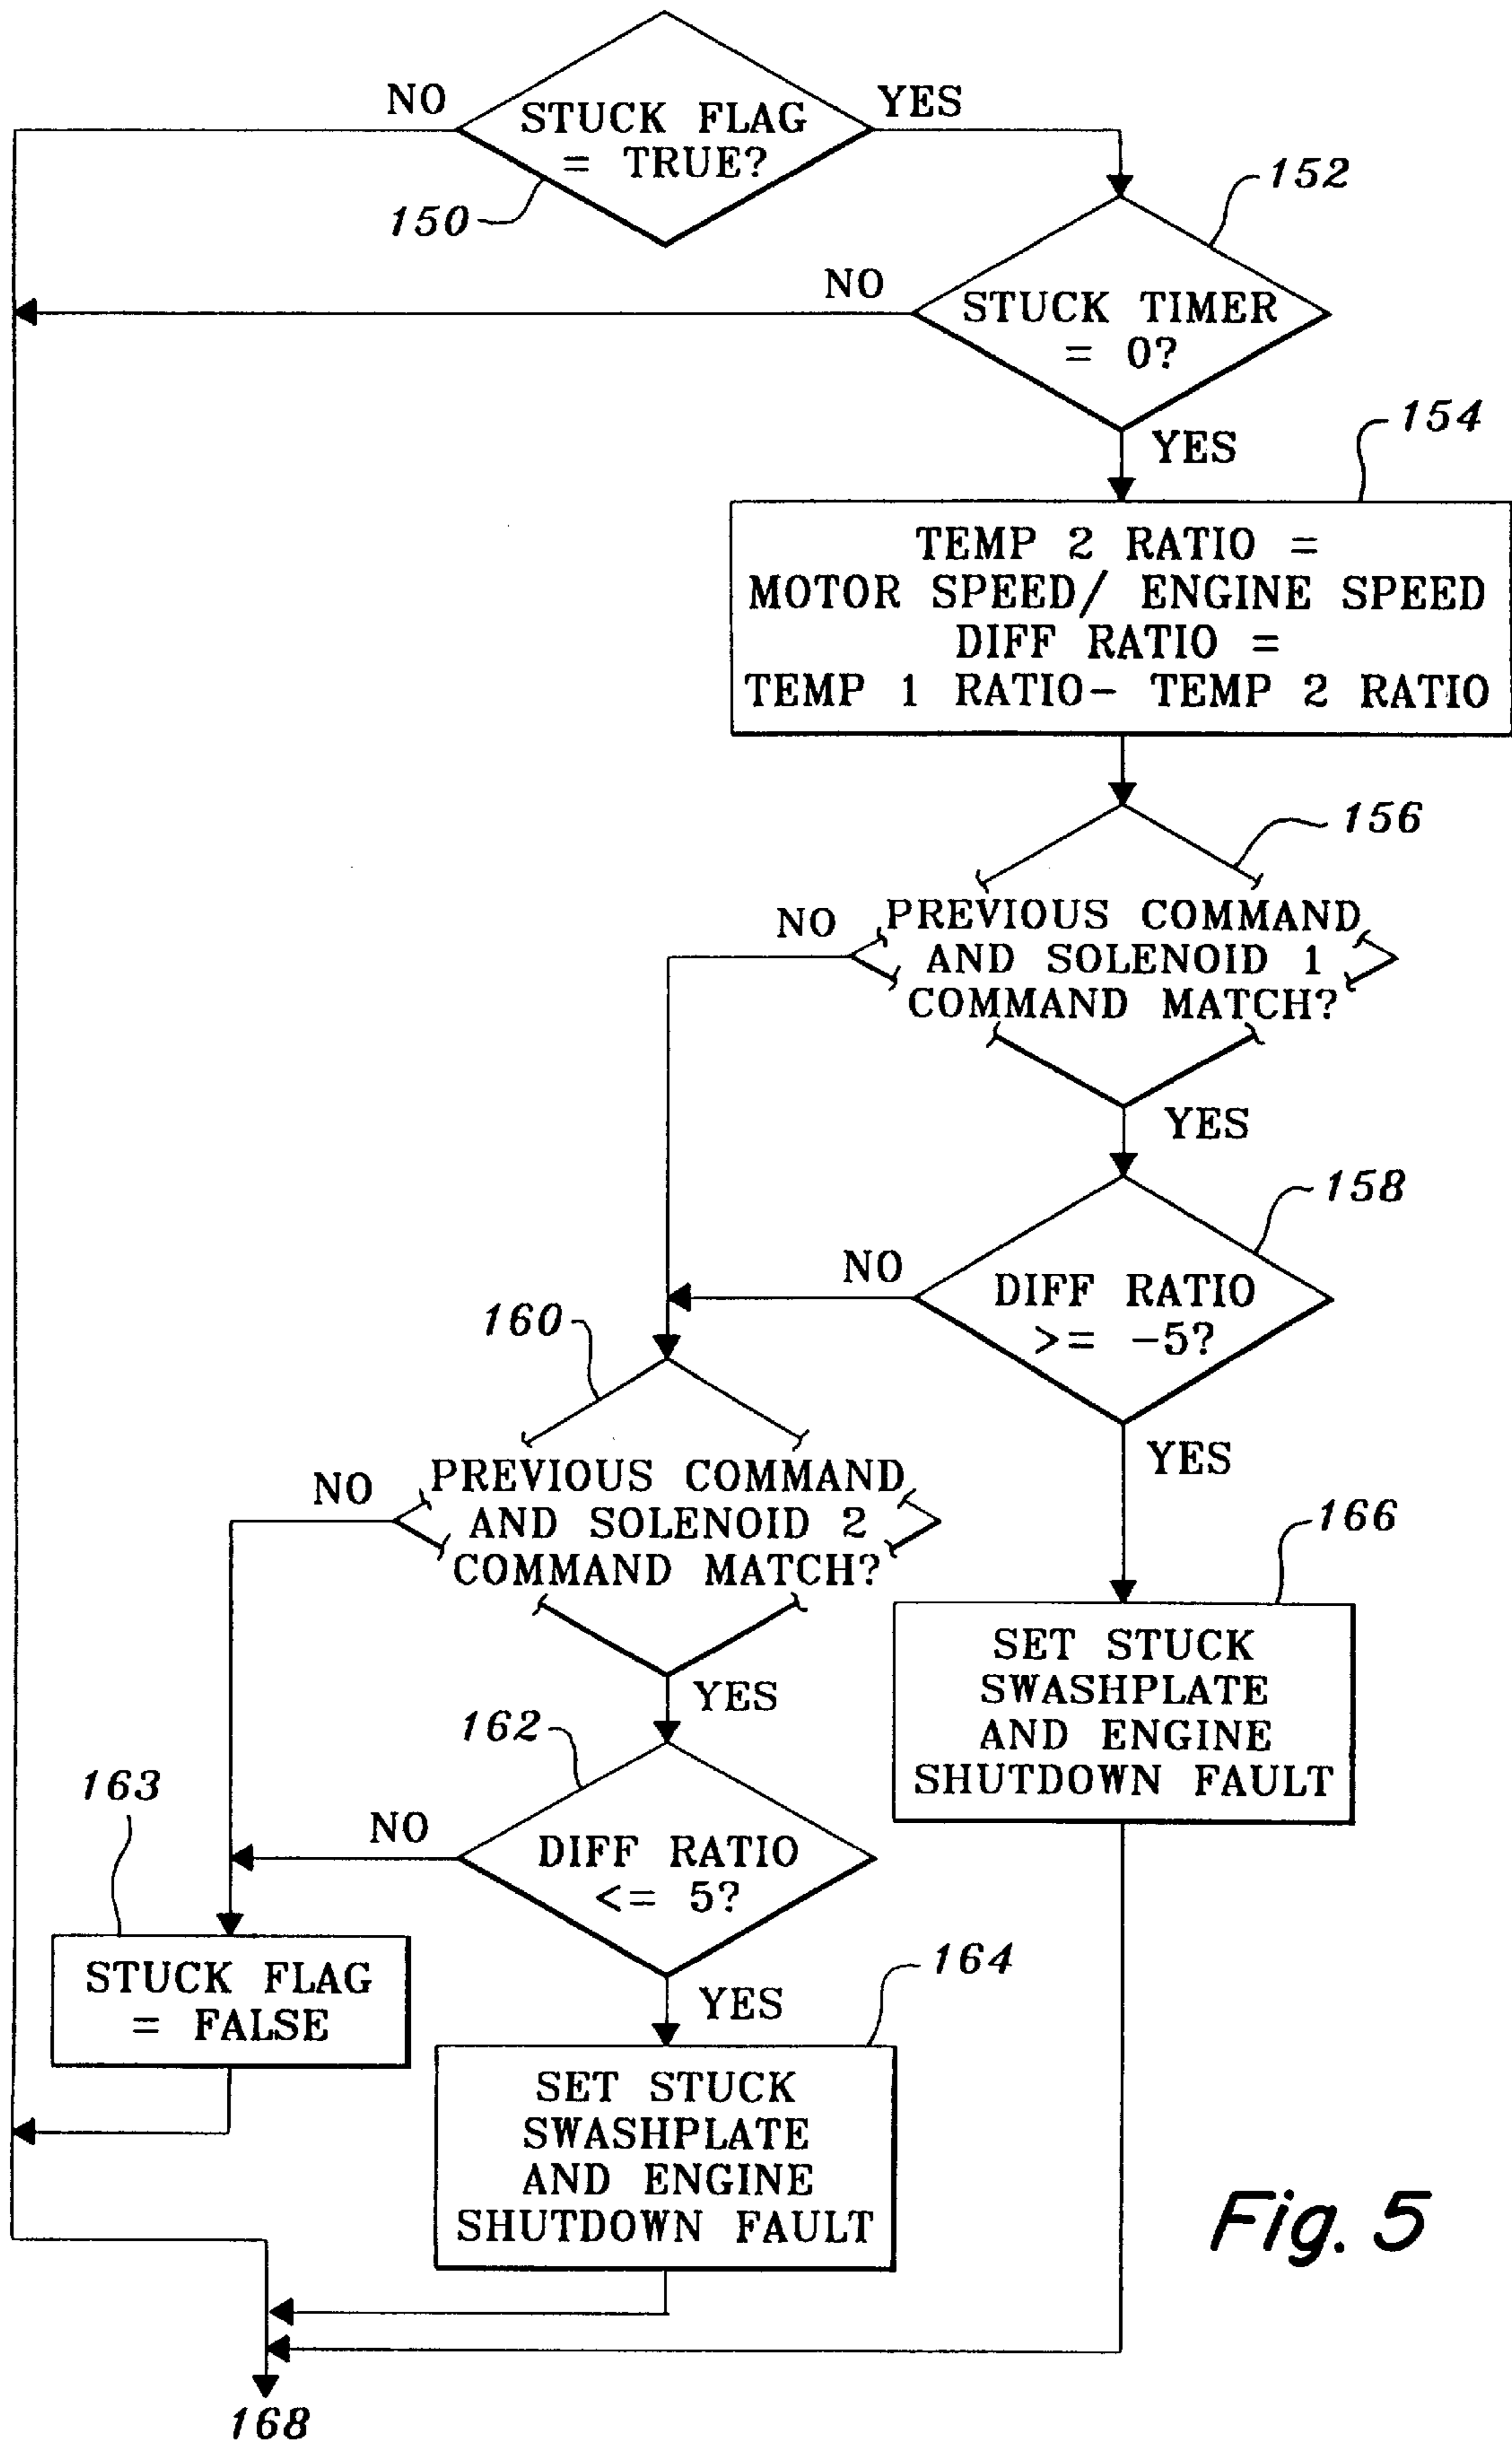 NO
YES
STUCK FLAG
= TRUE?
150
152
NO
STUCK TIMER
= 0?
YES
154
TEMP 2 RATIO =
MOTOR SPEED/ ENGINE SPEED
DIFF RATIO =
TEMP 1 RATIO- TEMP 2 RATIO
156
NO
PREVIOUS COMMAND
AND SOLENOID 1
COMMAND MATCH?
YES
158
NO
DIFF RATIO
>= -5?
YES
160
NO
PREVIOUS COMMAND
AND SOLENOID 2
COMMAND MATCH?
YES
166
SET STUCK
SWASHPLATE
AND ENGINE
SHUTDOWN FAULT
162
NO
DIFF RATIO
<= 5?
YES
163
STUCK FLAG
= FALSE
164
SET STUCK
SWASHPLATE
AND ENGINE
SHUTDOWN FAULT
168
Fig. 5